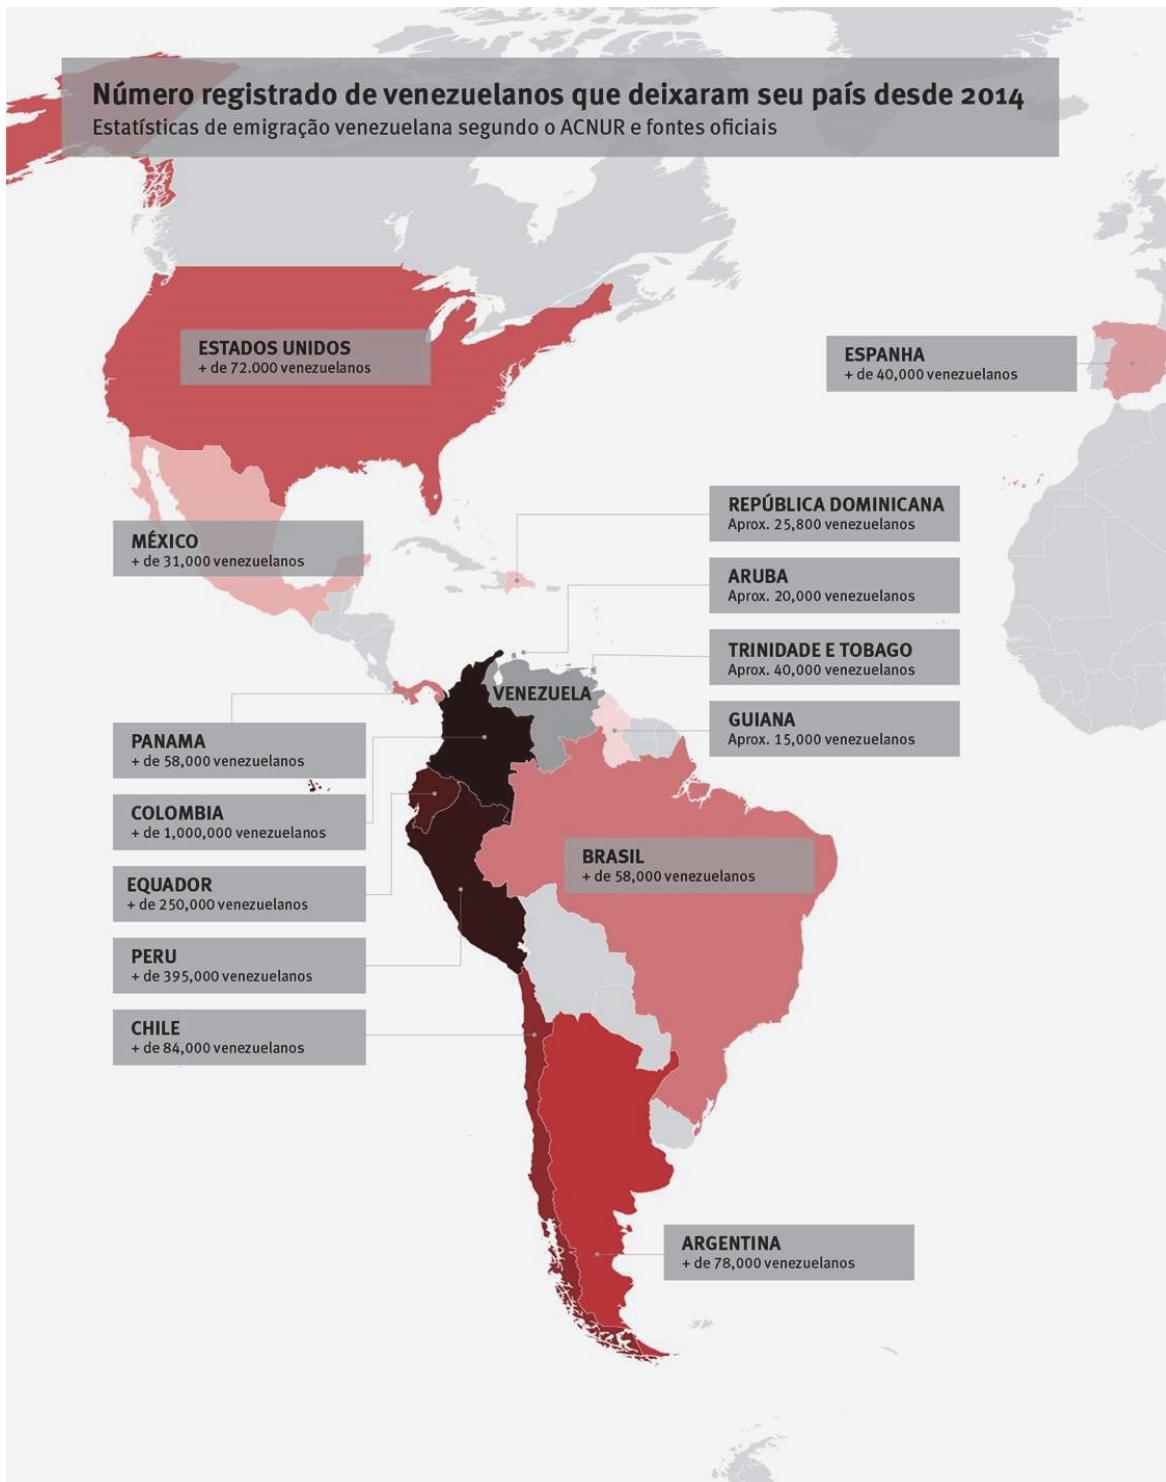 Número registrado de venezuelanos que deixaram seu país desde 2014
Estatísticas de emigração venezuelana segundo o ACNUR e fontes oficiais
ESTADOS UNIDOS
+ de 72.000 venezuelanos
ESPANHA
+ de 40,000 venezuelanos
MÉXICO
+ de 31,000 venezuelanos
REPÚBLICA DOMINICANA
Aprox. 25,800 venezuelanos
ARUBA
Aprox. 20,000 venezuelanos
TRINIDADE E TOBAGO
Aprox. 40,000 venezuelanos
VENEZUELA
GUIANA
Aprox. 15,000 venezuelanos
PANAMA
+ de 58,000 venezuelanos
COLOMBIA
+ de 1,000,000 venezuelanos
EQUADOR
+ de 250,000 venezuelanos
BRASIL
+ de 58,000 venezuelanos
PERU
+ de 395,000 venezuelanos
CHILE
+ de 84,000 venezuelanos
ARGENTINA
+ de 78,000 venezuelanos